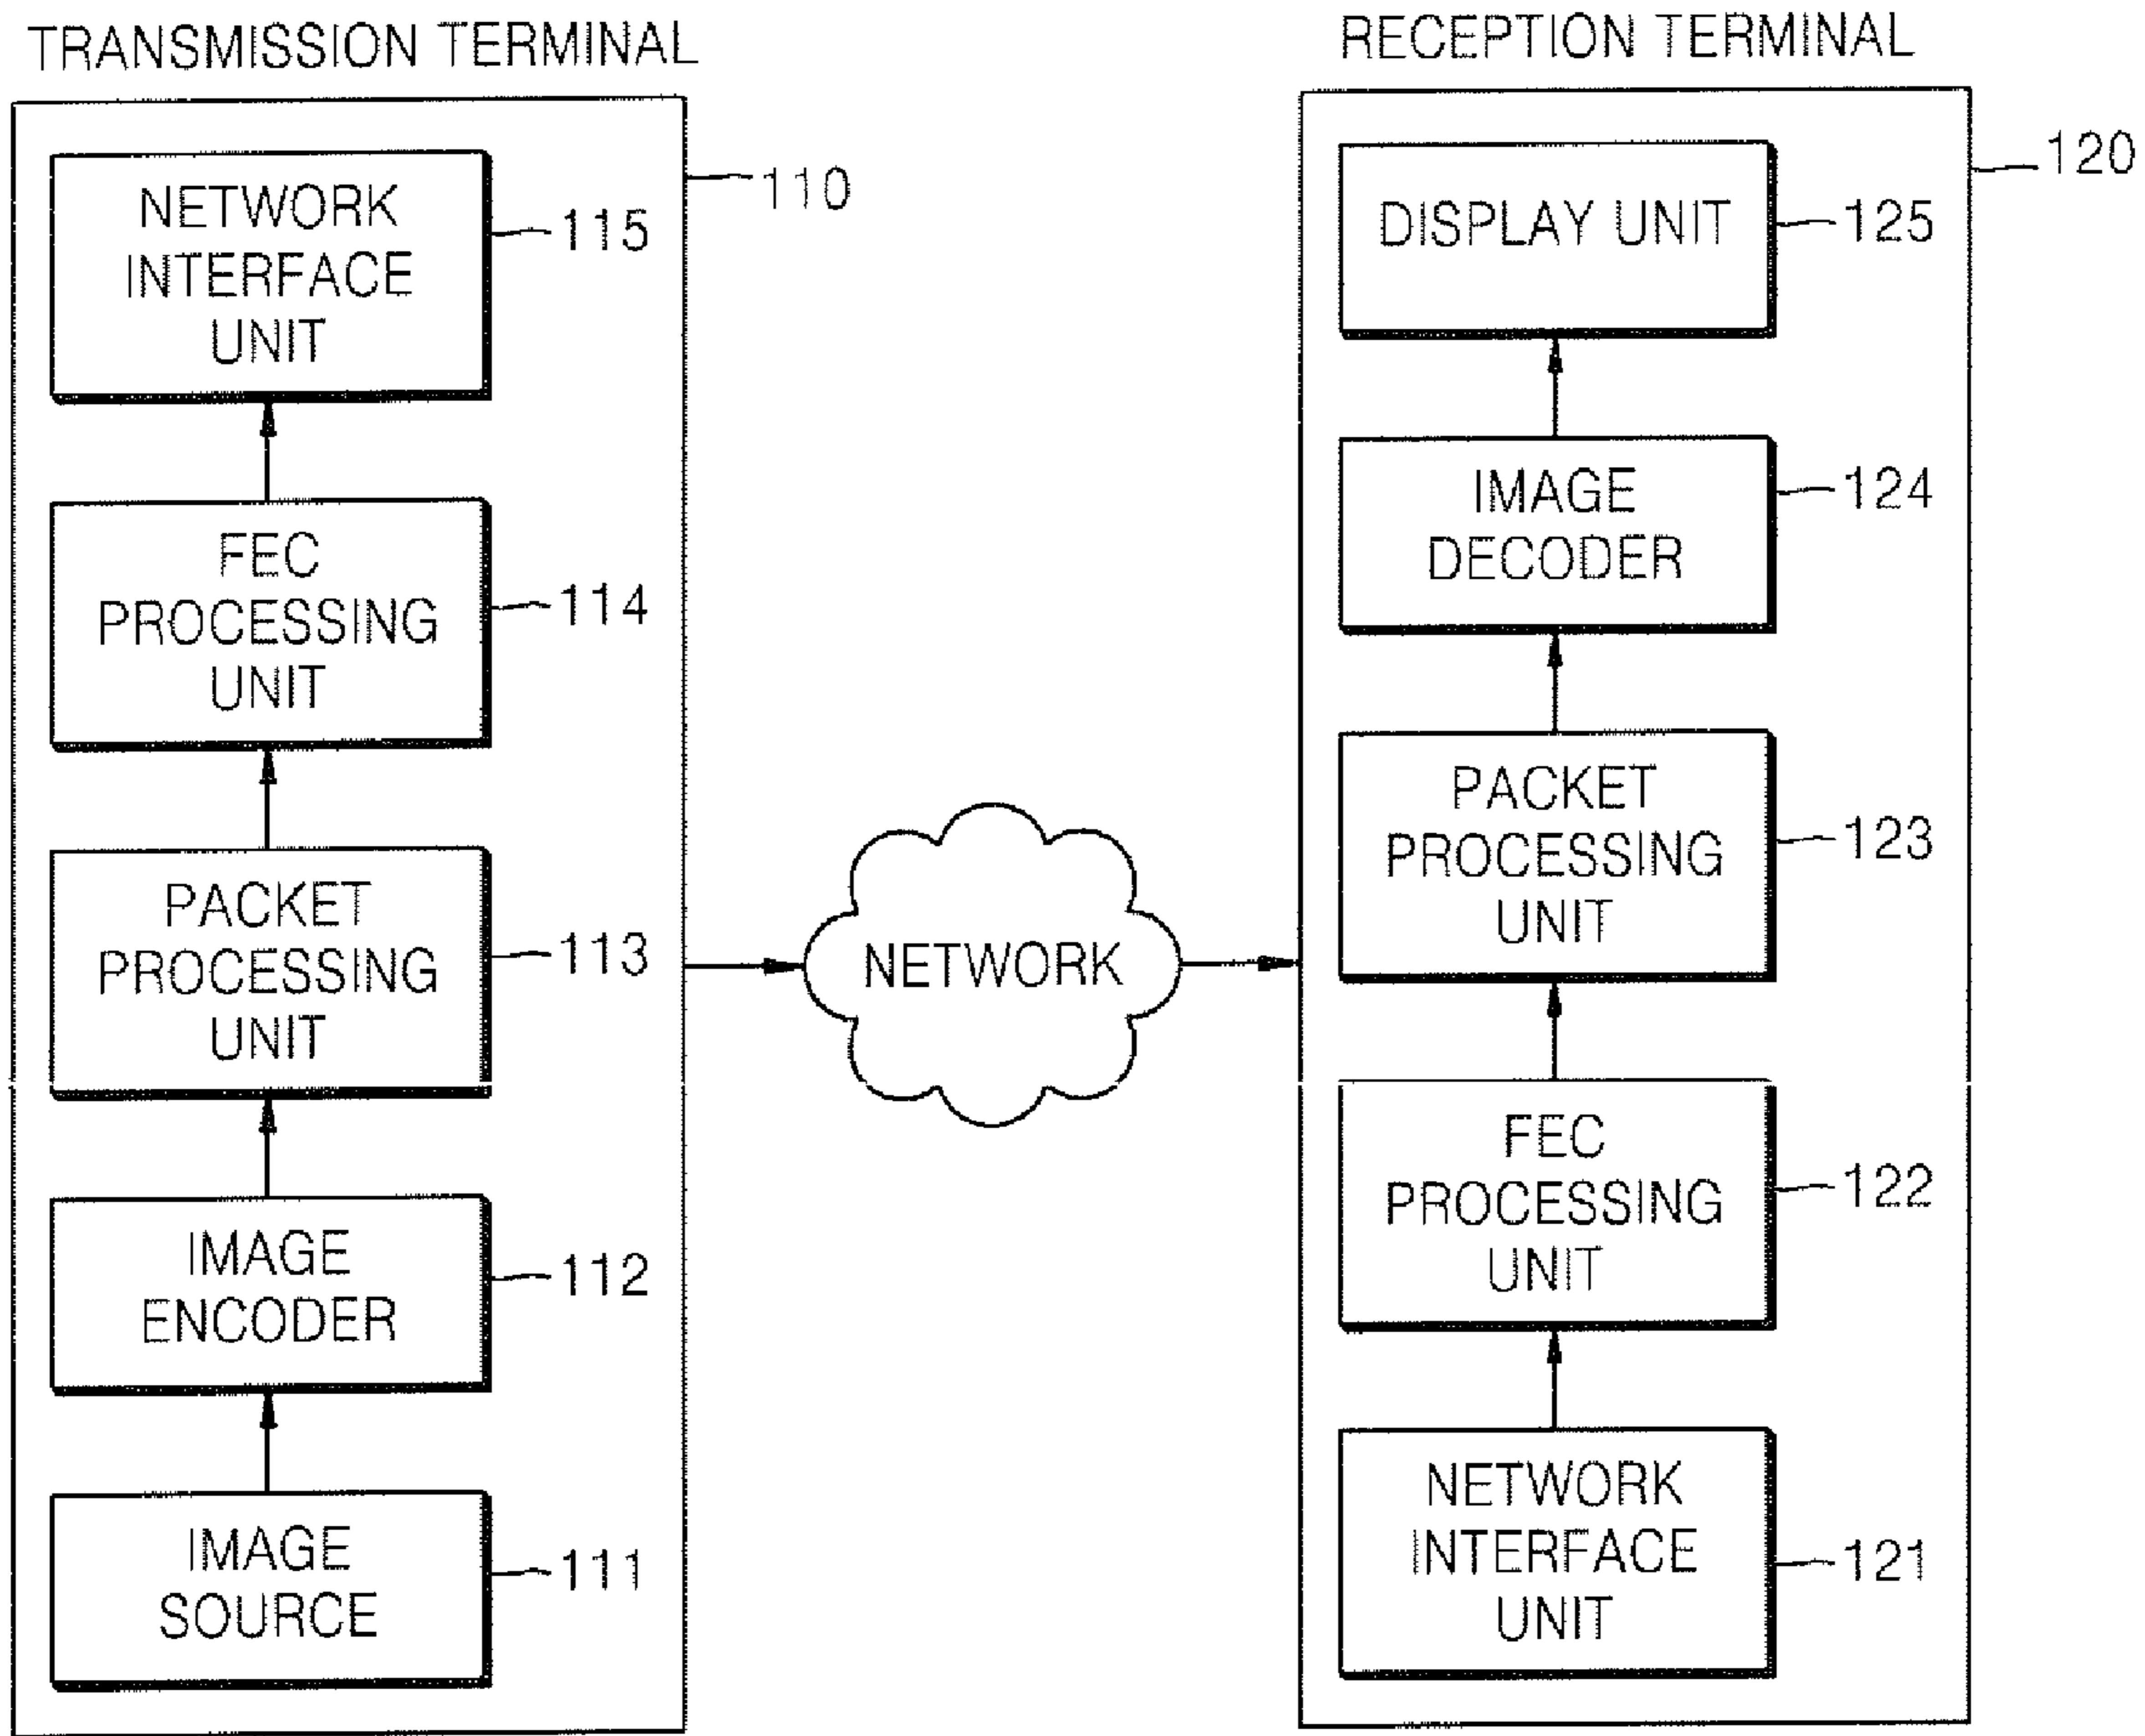 TRANSMISSION TERMINAL
110
NETWORK
INTERFACE
UNIT
115
FEC
PROCESSING
UNIT
114
PACKET
PROCESSING
UNIT
113
IMAGE
ENCODER
112
IMAGE
SOURCE
111
NETWORK
RECEPTION TERMINAL
120
DISPLAY UNIT
125
IMAGE
DECODER
124
PACKET
PROCESSING
UNIT
123
FEC
PROCESSING
UNIT
122
NETWORK
INTERFACE
UNIT
121